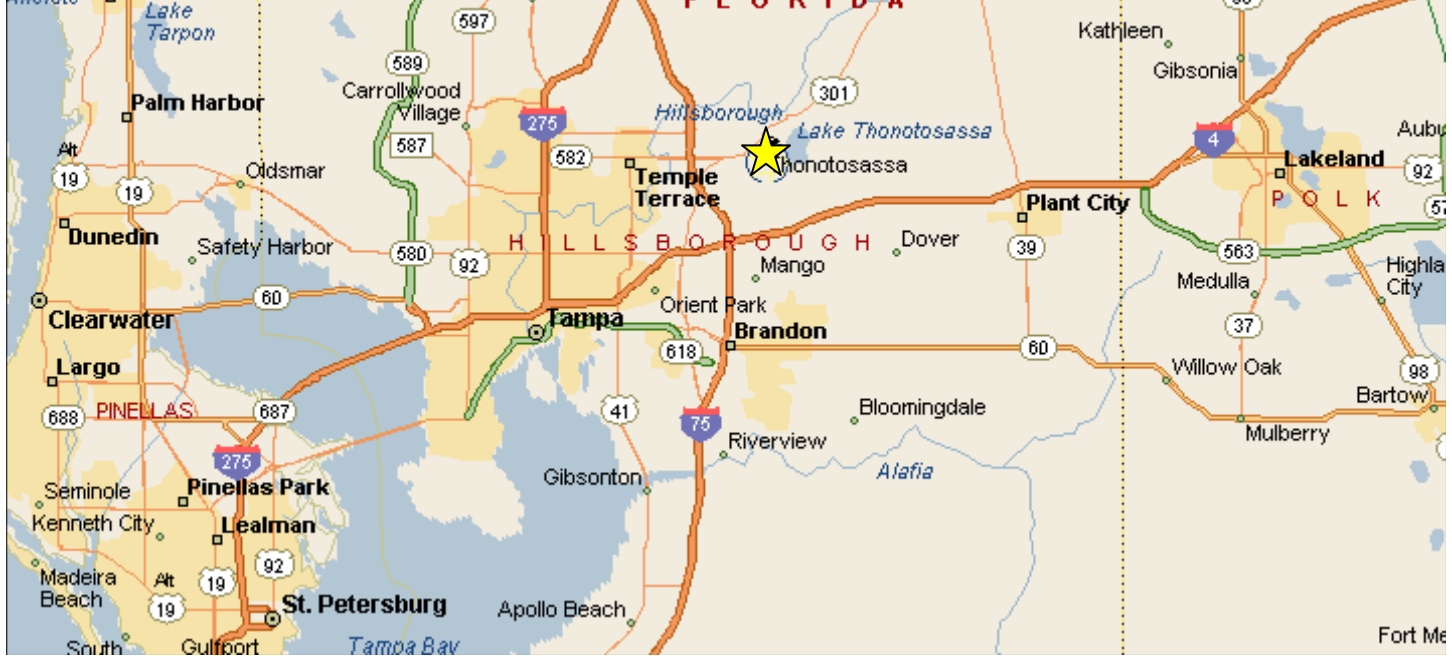 FLORIDA
Lake
Tarpon
597
Kathleen
589
Gibsonia
Carrollwood
Village
301
Palm Harbor
Hillsborough
275
4
Lake Thonotosassa
Alt
587
582
Lakeland
19
19
Oldsmar
Temple
Terrace
honotosassa
92
POLK
Plant City
Dunedin
Safety Harbor
580
92
HILLSBOROUGH
Dover
39
563
Mango
Medulla
Highla
City
60
Orient Park
Clearwater
Tampa
Brandon
37
618
60
Largo
Willow Oak
98
688
PINELLAS
687
41
75
Bloomingdale
Bartow
Mulberry
Riverview
275
Alafia
Gibsonton
Seminole
Pinellas Park
Kenneth City
Lealman
92
Madeira
Beach
Alt
19
19
St. Petersburg
Apollo Beach
South
Gulfport
Tampa Bay
Fort Me